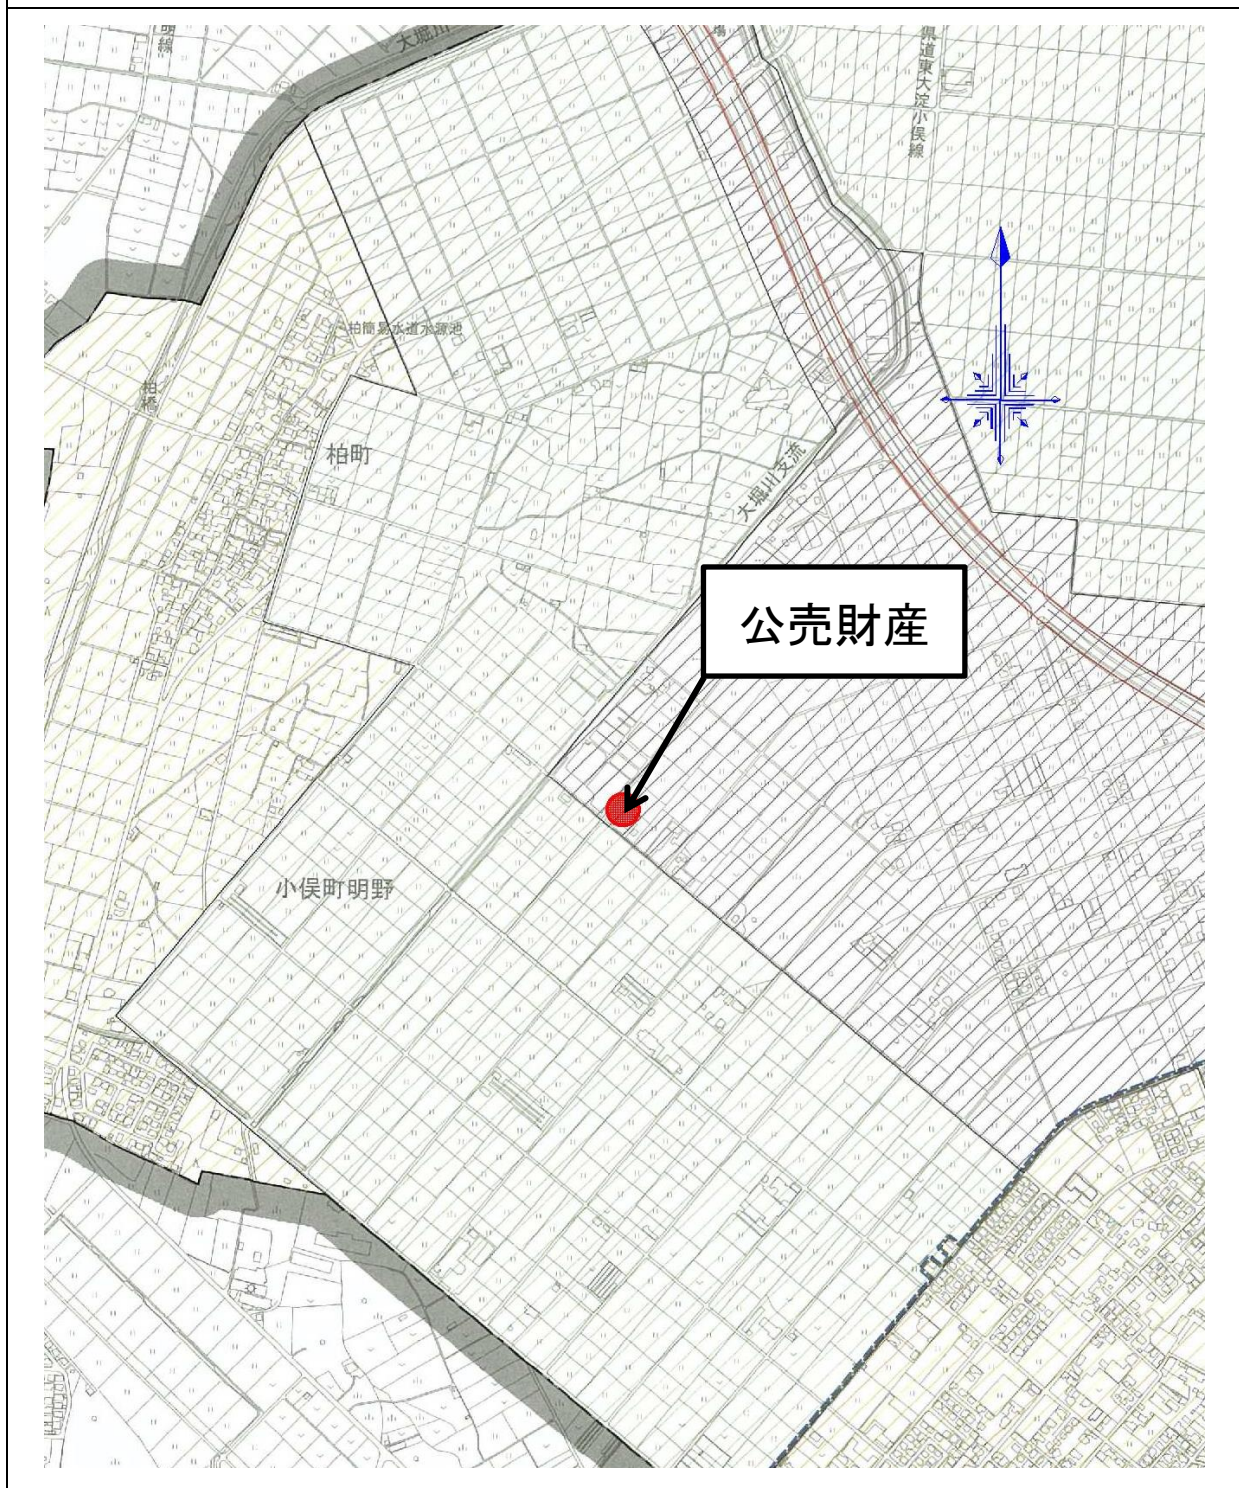 大堀川
県道東大淀小俣線
柏簡易水道水源池
柏橋
柏町
大堀川支流
公売財産
小俣町明野